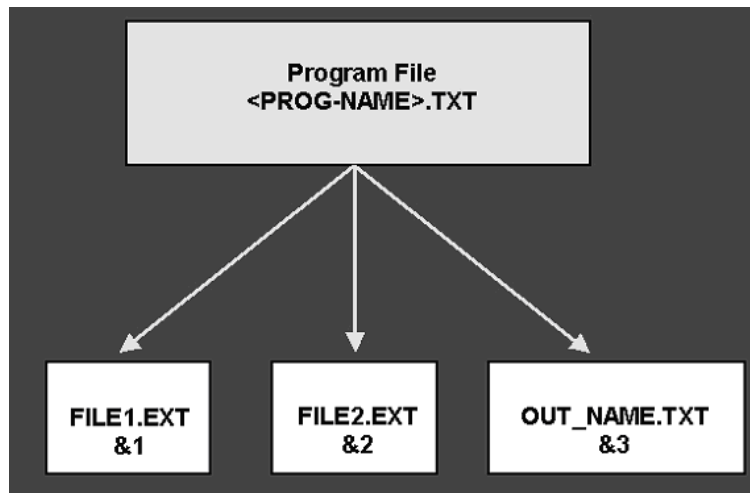 Program File
<PROG-NAME>.TXT
FILE1.EXT
&1
FILE2.EXT
&2
OUT_NAME.TXT
&3